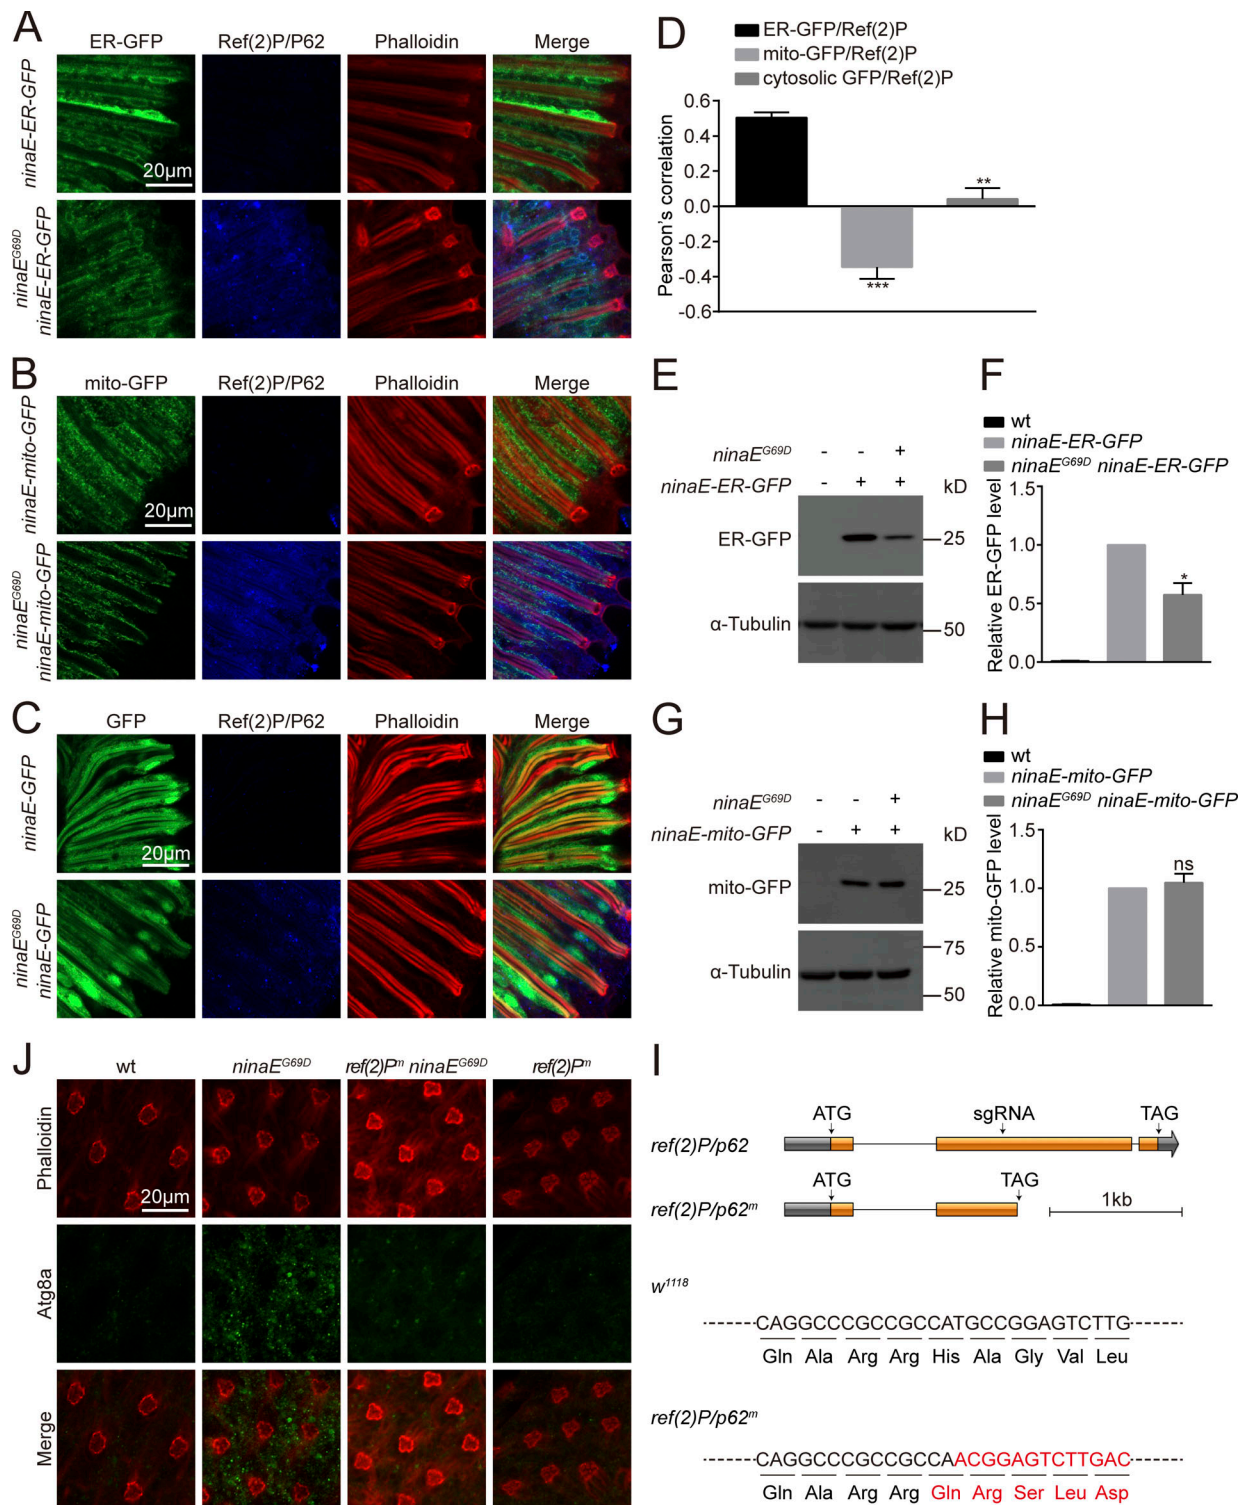 A
ER-GFP Ref(2)P/P62 Phalloidin Merge
ninaE-ER-GFP
20μm
ninaE^G69D
ninaE-ER-GFP
B
mito-GFP Ref(2)P/P62 Phalloidin Merge
ninaE-mito-GFP
20μm
ninaE^G69D
ninaE-mito-GFP
C
GFP Ref(2)P/P62 Phalloidin Merge
ninaE-GFP
20μm
ninaE^G69D
ninaE-GFP
D
ER-GFP/Ref(2)P
mito-GFP/Ref(2)P
cytosolic GFP/Ref(2)P
Pearson's correlation
0.6
0.4
0.2
0.0
-0.2
-0.4
-0.6
***
**
E
ninaE^G69D - - +
ninaE-ER-GFP - + + kD
ER-GFP 25
α-Tubulin 50
F
wt
ninaE-ER-GFP
ninaE^G69D ninaE-ER-GFP
Relative ER-GFP level
1.5
1.0
0.5
0.0
*
G
ninaE^G69D - - +
ninaE-mito-GFP - + + kD
mito-GFP 25
75
α-Tubulin
50
H
wt
ninaE-mito-GFP
ninaE^G69D ninaE-mito-GFP
Relative mito-GFP level
1.5
1.0
0.5
0.0
ns
J
wt ninaE^G69D ref(2)P^m ninaE^G69D ref(2)P^m
Phalloidin
20μm
Atg8a
Merge
I
ATG sgRNA TAG
ref(2)P/p62
ATG TAG
ref(2)P/p62^m
1kb
w^1118
CAGGCCCGCCGCCATGCCGGAGTCTTG
Gln Ala Arg Arg His Ala Gly Val Leu
ref(2)P/p62^m
CAGGCCCGCCGCCAACGGAGTCTTGAC
Gln Ala Arg Arg Gln Arg Ser Leu Asp